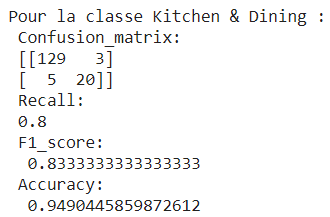 Pour la classe Kitchen & Dining :
Confusion_matrix:
[[129   3]
[  5  20]]
Recall:
0.8
F1_score:
0.8333333333333333
Accuracy:
0.9490445859872612